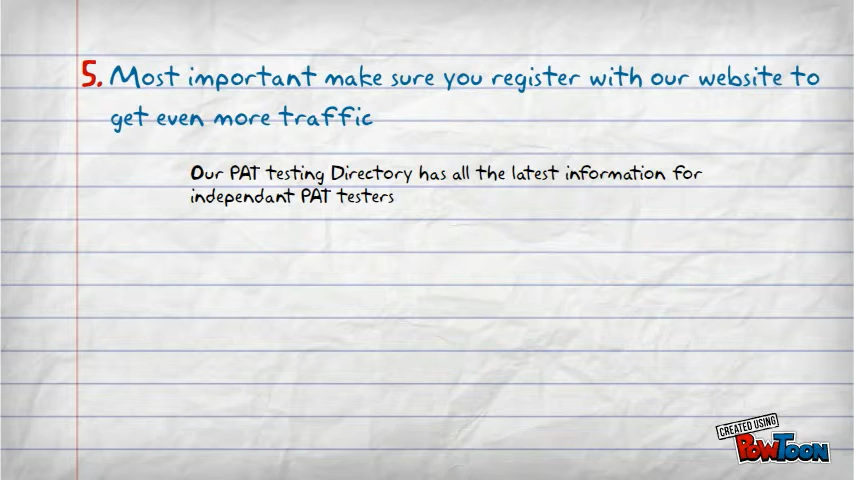 5. Most important make sure you register with our website to
get even more traffic
Our PAT testing Directory has all the latest information for
independant PAT testers
CREATED USING
PowToon